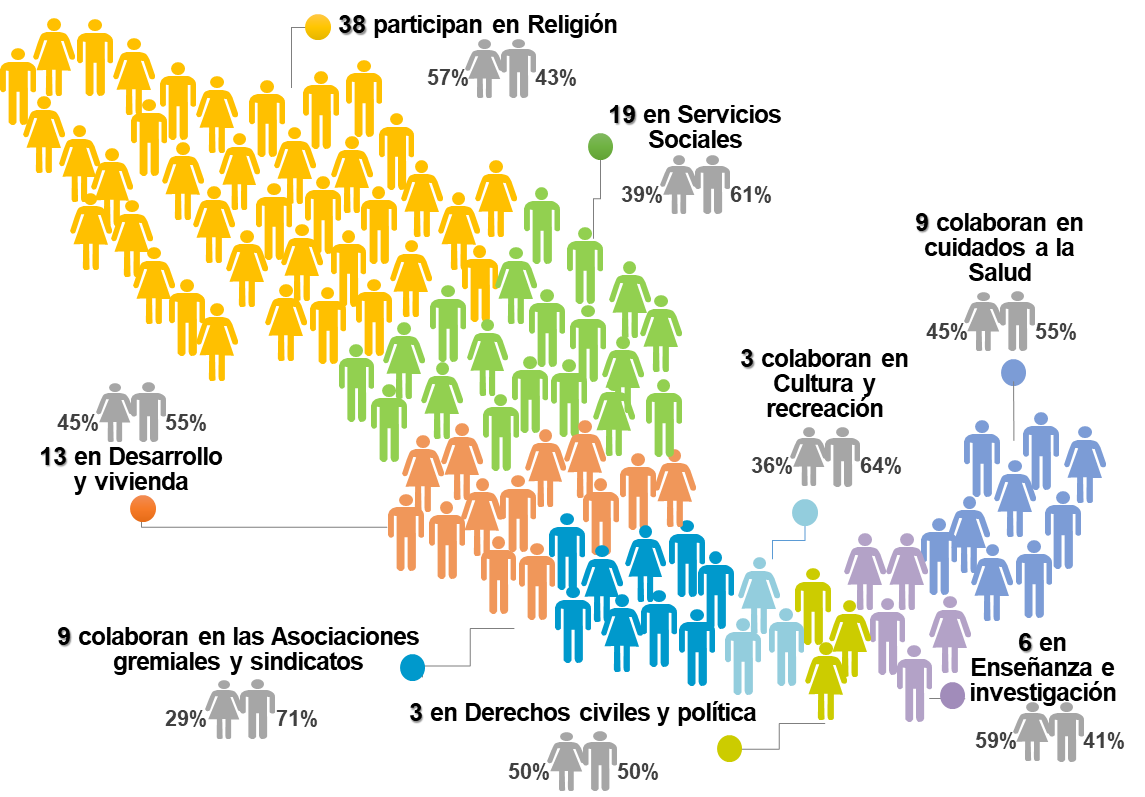 38 participan en Religión
57% 43%
19 en Servicios
Sociales
39% 61%
9 colaboran en
cuidados a la
Salud
45% 55%
3 colaboran en
Cultura y
recreación
36% 64%
45% 55%
13 en Desarrollo
y vivienda
9 colaboran en las Asociaciones
gremiales y sindicatos
29% 71%
3 en Derechos civiles y política
50% 50%
6 en
Enseñanza e
investigación
59% 41%